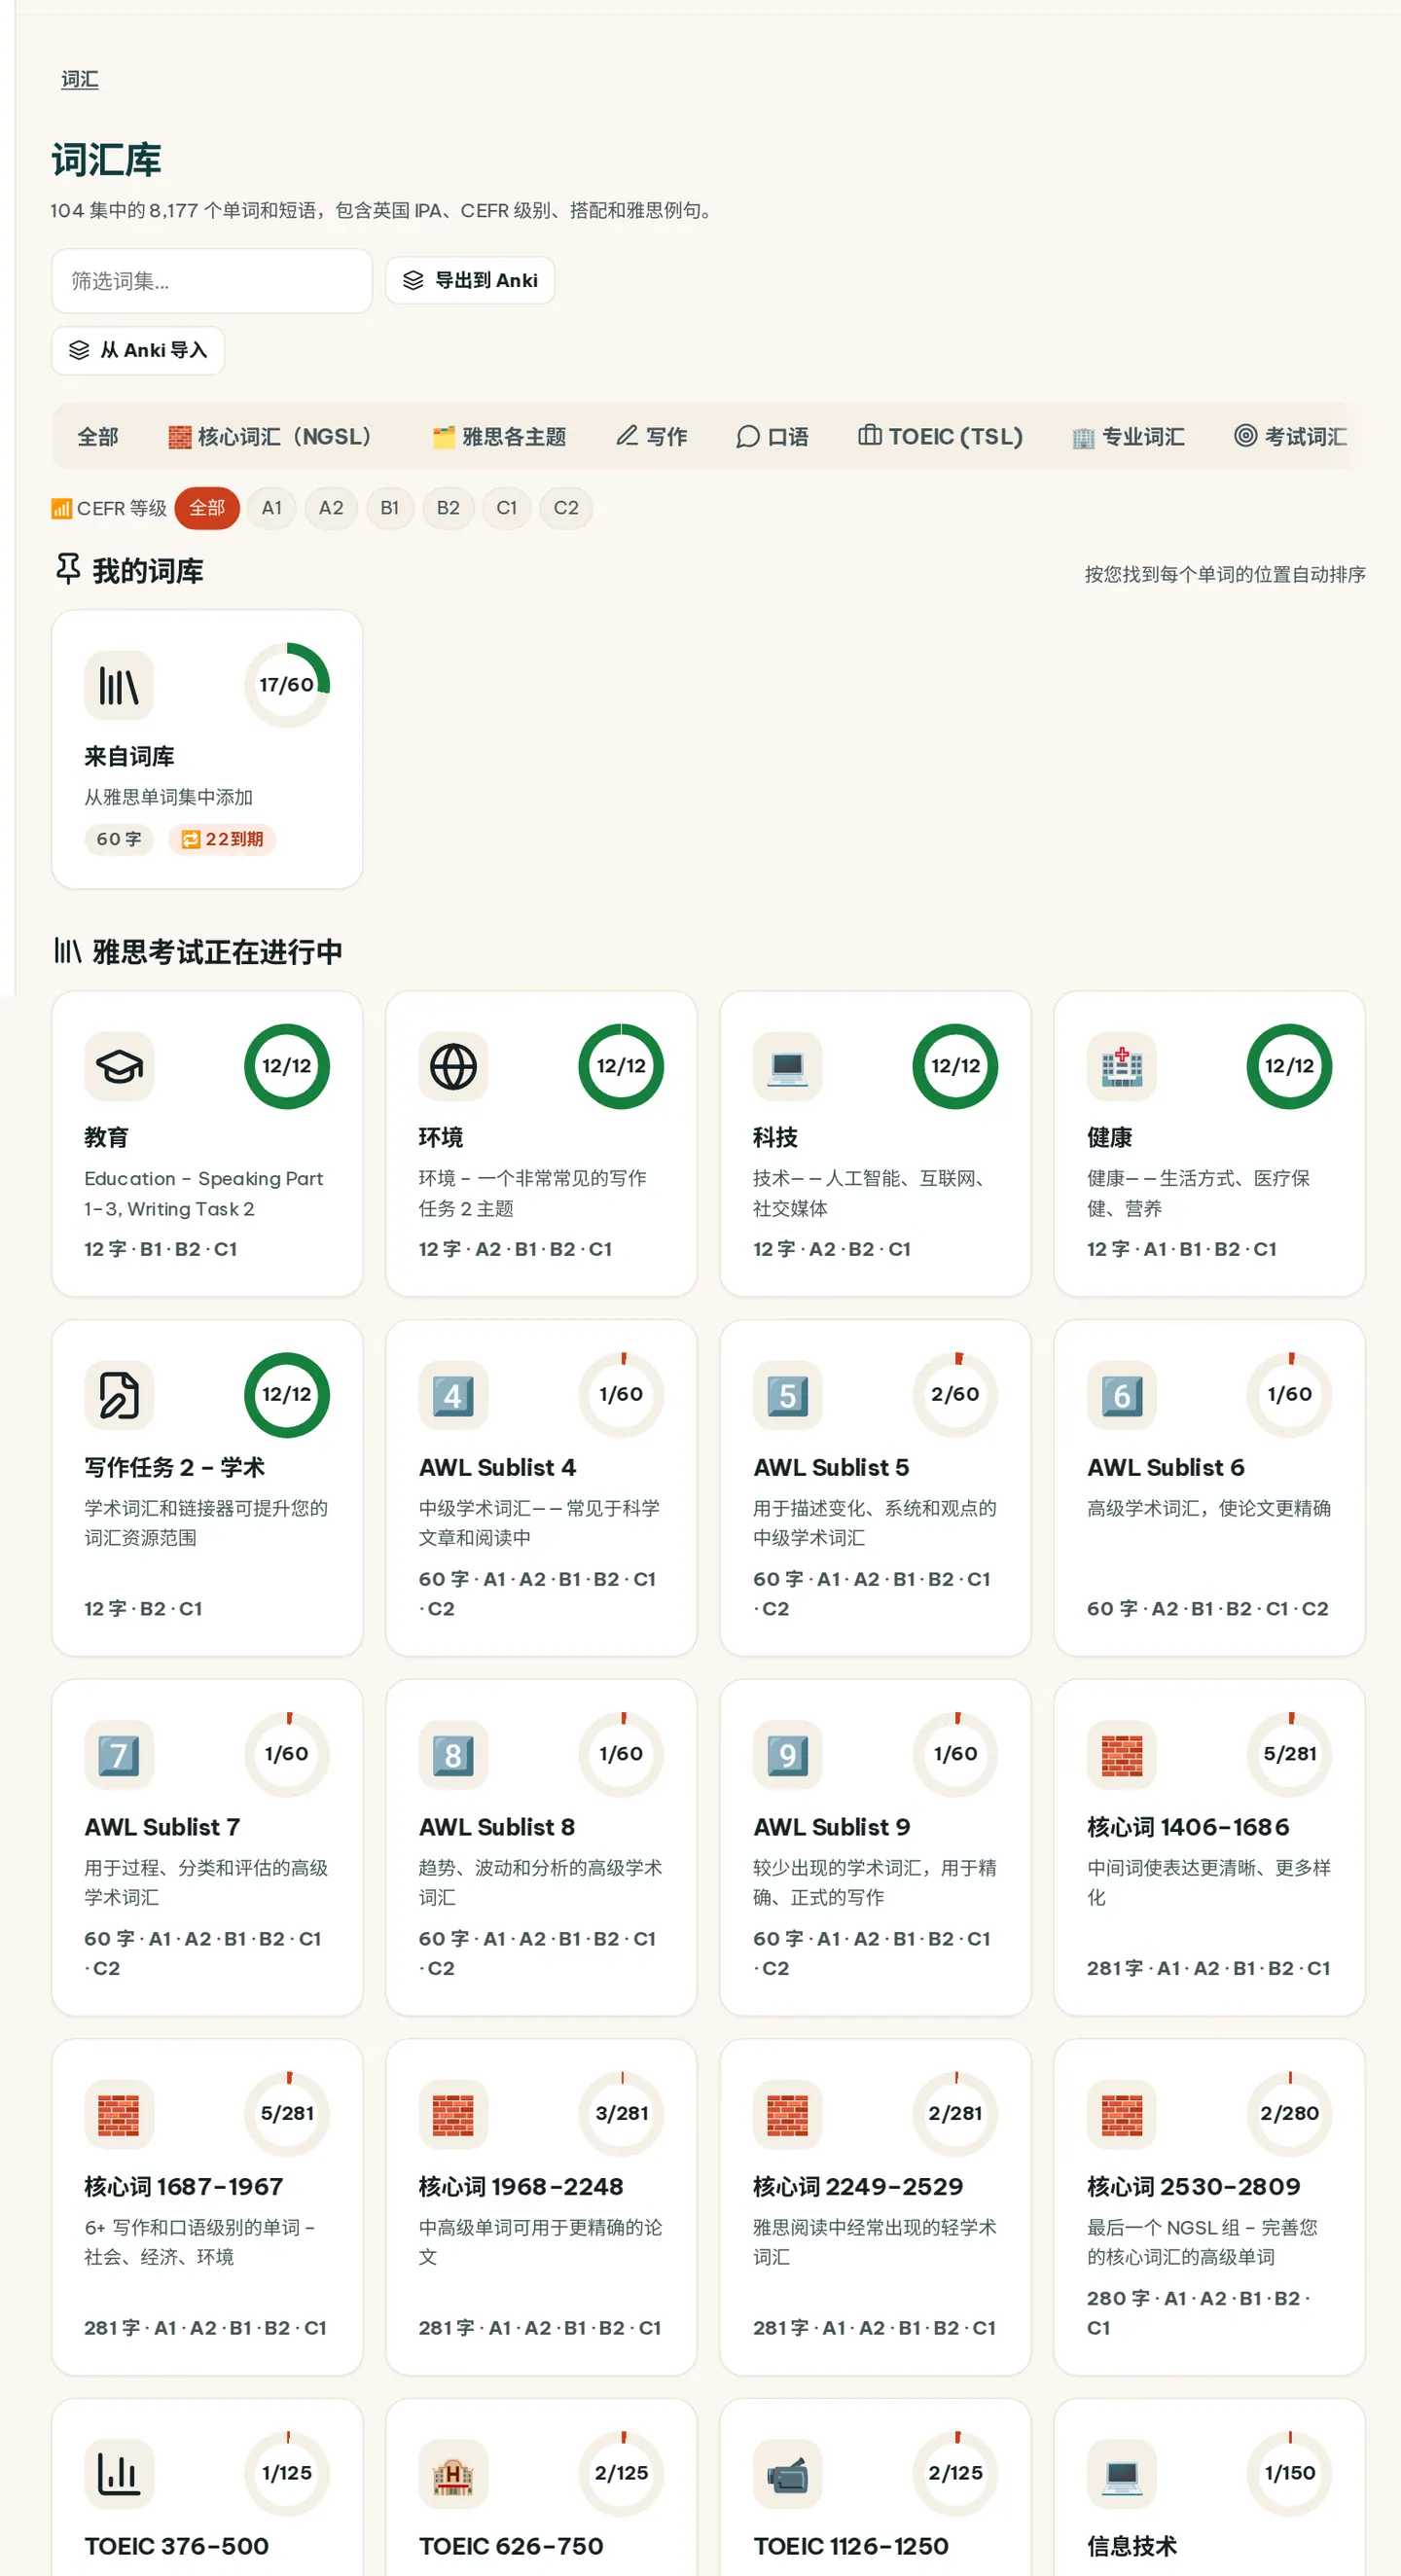 词汇
词汇库
104 集中的 8,177 个单词和短语，包含英国 IPA、CEFR 级别、搭配和雅思例句。
筛选词集...
导出到 Anki
从 Anki 导入
全部 核心词汇（NGSL） 雅思各主题 写作 口语 TOEIC (TSL) 专业词汇 考试词汇
CEFR 等级 全部 A1 A2 B1 B2 C1 C2
我的词库
按您找到每个单词的位置自动排序
17/60
来自词库
从雅思单词集中添加
60 字 22到期
雅思考试正在进行中
12/12
教育
Education – Speaking Part
1–3, Writing Task 2
12 字 · B1 · B2 · C1
12/12
环境
环境 – 一个非常常见的写作
任务 2 主题
12 字 · A2 · B1 · B2 · C1
12/12
科技
技术——人工智能、互联网、
社交媒体
12 字 · A2 · B2 · C1
12/12
健康
健康——生活方式、医疗保
健、营养
12 字 · A1 · B1 · B2 · C1
12/12
写作任务 2 – 学术
学术词汇和链接器可提升您的
词汇资源范围
12 字 · B2 · C1
4
1/60
AWL Sublist 4
中级学术词汇——常见于科学
文章和阅读中
60 字 · A1 · A2 · B1 · B2 · C1
· C2
5
2/60
AWL Sublist 5
用于描述变化、系统和观点的
中级学术词汇
60 字 · A1 · A2 · B1 · B2 · C1
· C2
6
1/60
AWL Sublist 6
高级学术词汇，使论文更精确
60 字 · A2 · B1 · B2 · C1 · C2
7
1/60
AWL Sublist 7
用于过程、分类和评估的高级
学术词汇
60 字 · A1 · A2 · B1 · B2 · C1
· C2
8
1/60
AWL Sublist 8
趋势、波动和分析的高级学术
词汇
60 字 · A1 · A2 · B1 · B2 · C1
· C2
9
1/60
AWL Sublist 9
较少出现的学术词汇，用于精
确、正式的写作
60 字 · A1 · A2 · B1 · B2 · C1
· C2
5/281
核心词 1406–1686
中间词使表达更清晰、更多样
化
281 字 · A1 · A2 · B1 · B2 · C1
5/281
核心词 1687–1967
6+ 写作和口语级别的单词 –
社会、经济、环境
281 字 · A1 · A2 · B1 · B2 · C1
3/281
核心词 1968–2248
中高级单词可用于更精确的论
文
281 字 · A1 · A2 · B1 · B2 · C1
2/281
核心词 2249–2529
雅思阅读中经常出现的轻学术
词汇
281 字 · A1 · A2 · B1 · B2 · C1
2/280
核心词 2530–2809
最后一个 NGSL 组 – 完善您
的核心词汇的高级单词
280 字 · A1 · A2 · B1 · B2 ·
C1
1/125
TOEIC 376–500
H
2/125
TOEIC 626–750
2/125
TOEIC 1126–1250
1/150
信息技术